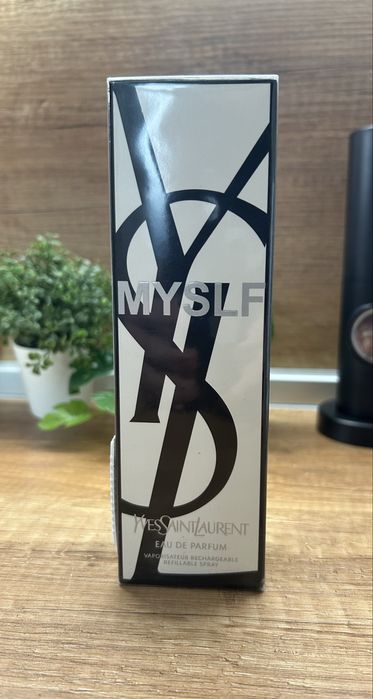 MYSLF
YVESSAINTLAURENT
EAU DE PARFUM
VAPORISATEUR RECHARGEABLE
REFILLABLE SPRAY